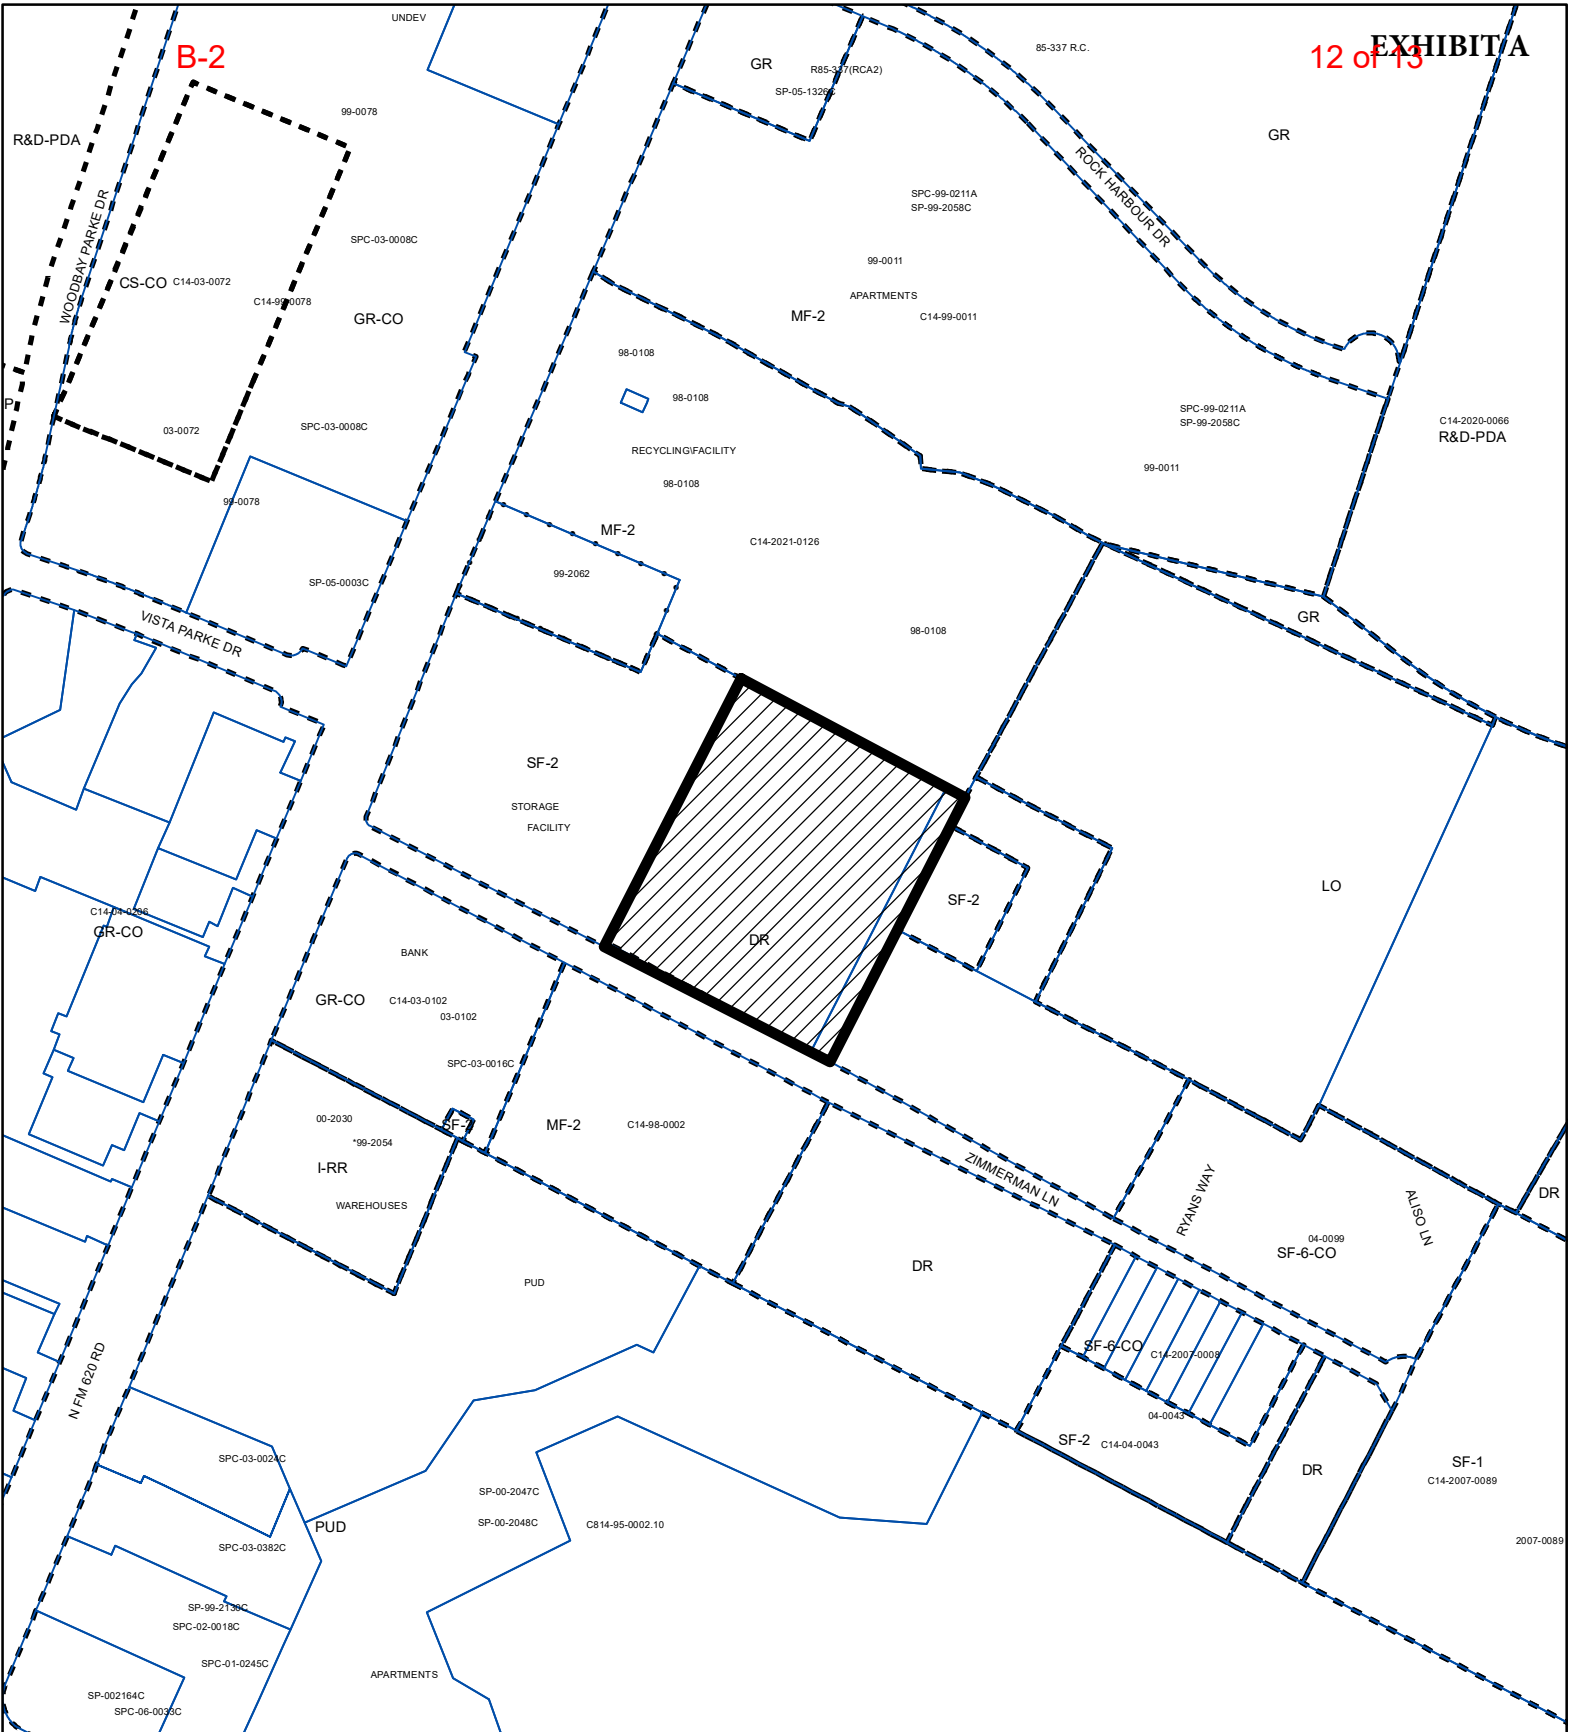 UNDEV
B-2
EXHIBIT A
12 of 13
85-337 R.C.
GR
R85-337(RCA2)
SP-05-1326C
99-0078
R&D-PDA
GR
ROCK HARBOUR DR
SPC-99-0211A
SP-99-2058C
WOODBAY PARKE DR
SPC-03-0008C
99-0011
CS-CO
C14-03-0072
C14-99-0078
APARTMENTS
GR-CO
MF-2
C14-99-0011
98-0108
98-0108
P
SPC-99-0211A
SP-99-2058C
C14-2020-0066
R&D-PDA
03-0072
SPC-03-0008C
RECYCLING\FACILITY
99-0011
98-0108
99-0078
MF-2
C14-2021-0126
99-2062
SP-05-0003C
GR
VISTA PARKE DR
98-0108
SF-2
STORAGE
FACILITY
LO
SF-2
C14-04-0206
GR-CO
DR
BANK
GR-CO
C14-03-0102
03-0102
SPC-03-0016C
00-2030
SF-2
MF-2
C14-98-0002
*99-2054
I-RR
ZIMMERMAN LN
RYANS WAY
ALISO LN
DR
WAREHOUSES
04-0099
SF-6-CO
DR
PUD
SF-6-CO
C14-2007-0008
N FM 620 RD
04-0043
SF-2
C14-04-0043
SPC-03-0024C
DR
SF-1
C14-2007-0089
SP-00-2047C
PUD
SP-00-2048C
C814-95-0002.10
SPC-03-0382C
2007-0089
SP-99-2130C
SPC-02-0018C
SPC-01-0245C
APARTMENTS
SP-002164C
SPC-06-0033C